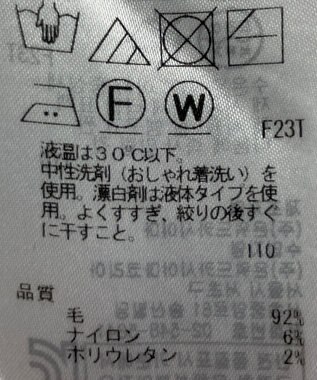 F W
F23T
液温は30℃以下。
中性洗剤（おしゃれ着洗い）を
使用。漂白剤は液体タイプを使
用。よくすすぎ、絞りの後すぐ
に干すこと。
110
品質
毛 92%
ナイロン 6%
ポリウレタン 2%